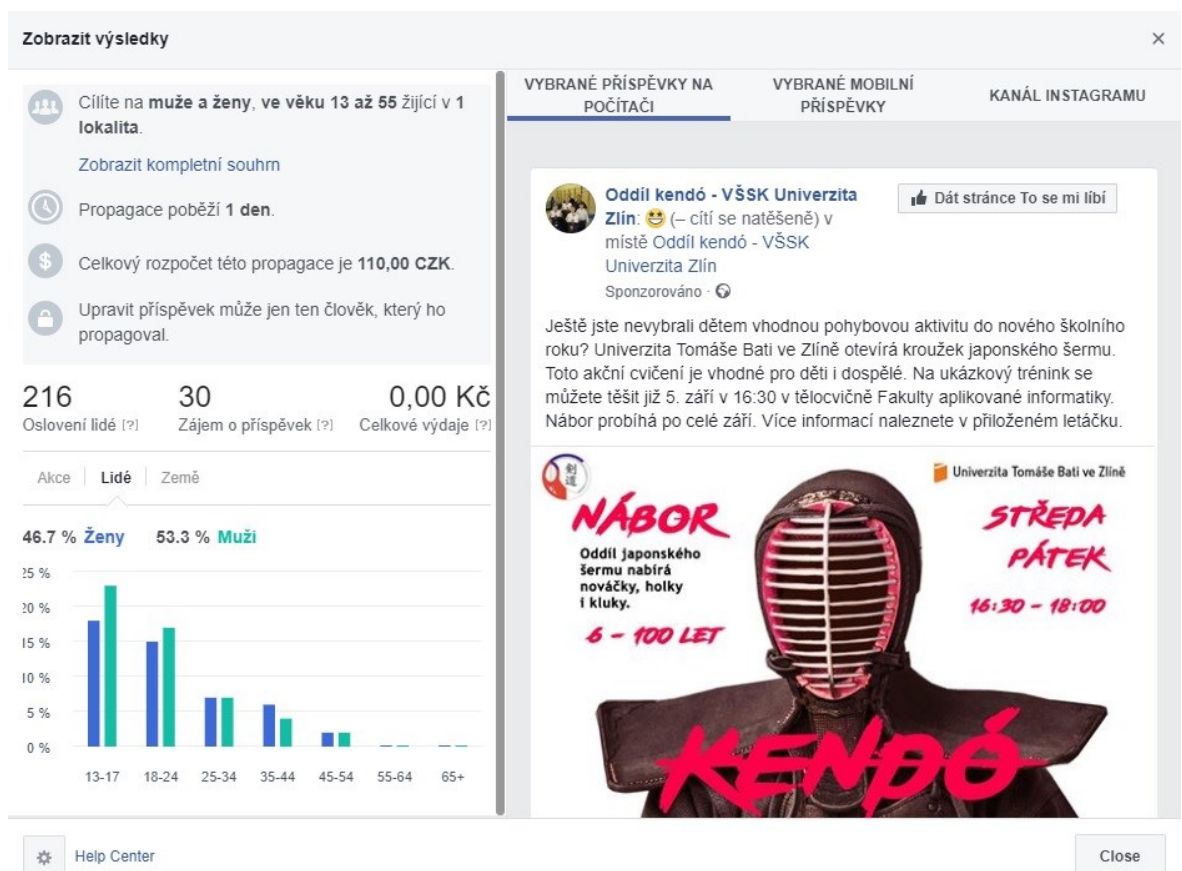 Zobrazit výsledky
Cílíte na muže a ženy, ve věku 13 až 55 žijící v 1
lokalita.
Zobrazit kompletní souhrn
Propagace poběží 1 den.
Celkový rozpočet této propagace je 110,00 CZK.
Upravit příspěvek může jen ten člověk, který ho
propagoval.
216
Oslovení lidé [?]
30
Zájem o příspěvek [?]
0,00 Kč
Celkové výdaje [?]
Akce
Lidé
Země
46.7 % Ženy
53.3 % Muži
25 %
20 %
15 %
10 %
5 %
0 %
13-17
18-24
25-34
35-44
45-54
55-64
65+
VYBRANÉ PŘÍSPĚVKY NA
POČÍTAČI
VYBRANÉ MOBILNÍ
PŘÍSPĚVKY
KANÁL INSTAGRAMU
Oddíl kendó - VŠSK Univerzita
Zlín: (– cítí se natěšeně) v
místě Oddíl kendó - VŠSK
Univerzita Zlín
Sponzorováno ·
Dát stránce To se mi líbí
Ještě jste nevybrali dětem vhodnou pohybovou aktivitu do nového školního
roku? Univerzita Tomáše Bati ve Zlíně otevírá kroužek japonského šermu.
Toto akční cvičení je vhodné pro děti i dospělé. Na ukázkový trénink se
můžete těšit již 5. září v 16:30 v tělocvičně Fakulty aplikované informatiky.
Nábor probíhá po celé září. Více informací naleznete v přiloženém letáčku.
剣
道
Univerzita Tomáše Bati ve Zlíně
NÁBOR
Oddíl japonského
šermu nabírá
nováčky, holky
i kluky.
6 - 100 LET
STŘEDA
PÁTEK
16:30 - 18:00
KENDÓ
Help Center
Close